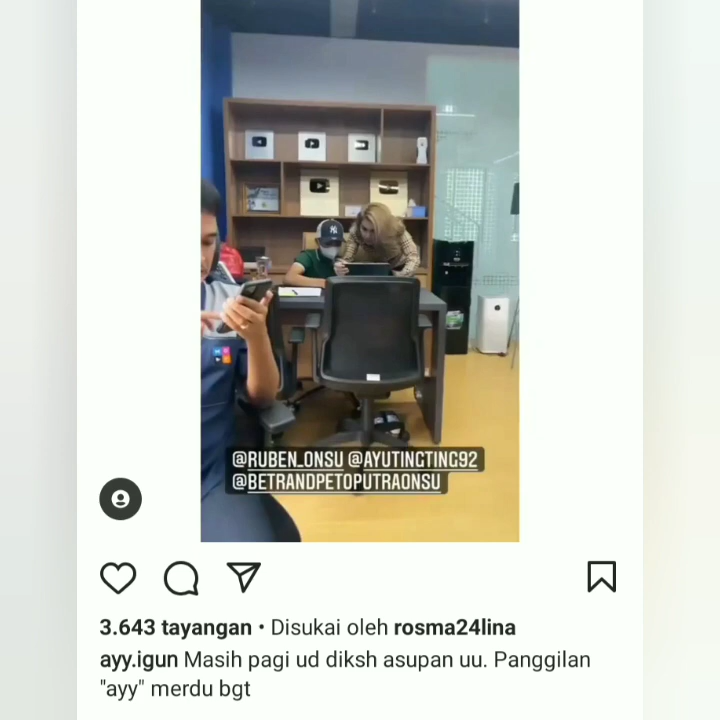 NY
@RUBEN_ONSU @AYUTINGTING92
@BETRANDPETOPUTRAONSU
3.643 tayangan • Disukai oleh rosma24lina
ayy.igun Masih pagi ud diksh asupan uu. Panggilan
"ayy" merdu bgt